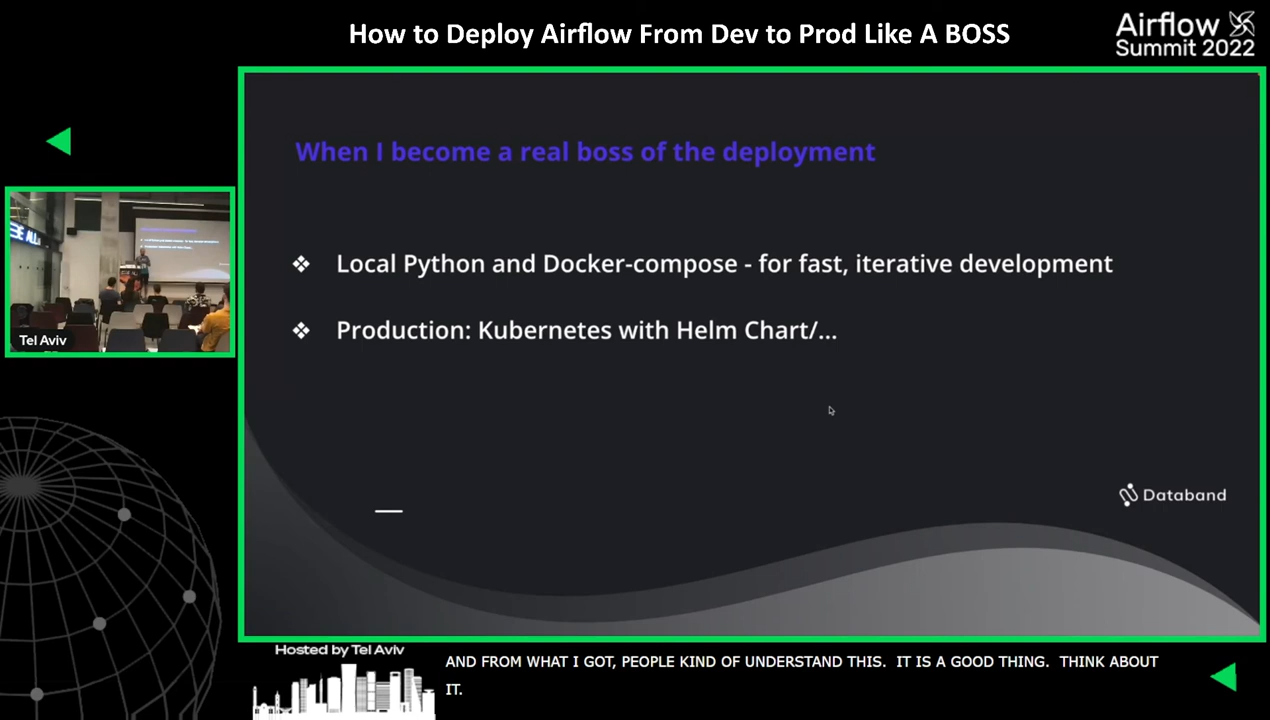 How to Deploy Airflow From Dev to Prod Like A BOSS
Airflow
Summit 2022
When I become a real boss of the deployment
❖ Local Python and Docker-compose - for fast, iterative development
❖ Production: Kubernetes with Helm Chart/...
Tel Aviv
Databand
Hosted by Tel Aviv
AND FROM WHAT I GOT, PEOPLE KIND OF UNDERSTAND THIS. IT IS A GOOD THING. THINK ABOUT
IT.